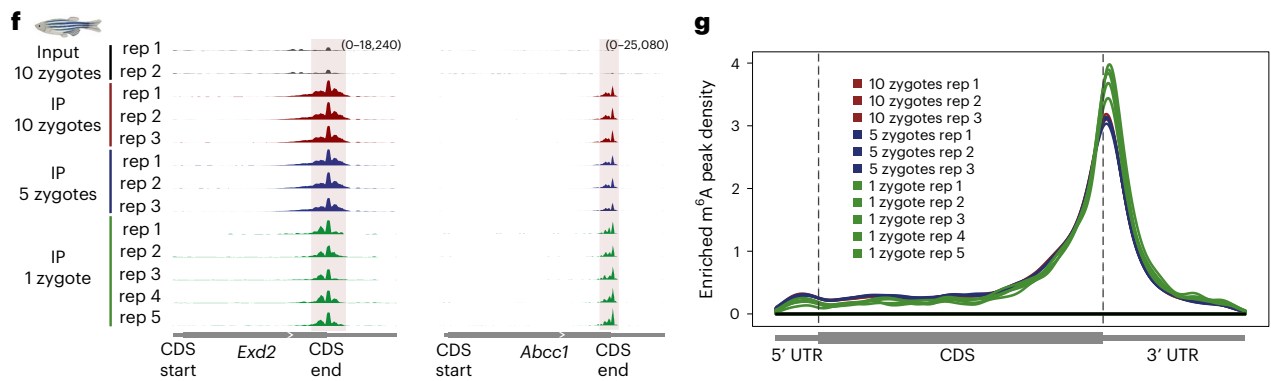 f
Input
10 zygotes
rep 1
rep 2
IP
10 zygotes
rep 1
rep 2
rep 3
IP
5 zygotes
rep 1
rep 2
rep 3
IP
1 zygote
rep 1
rep 2
rep 3
rep 4
rep 5
(0–18,240)
(0–25,080)
CDS
start
Exd2
CDS
end
CDS
start
Abcc1
CDS
end
g
Enriched m⁶A peak density
4
3
2
1
0
10 zygotes rep 1
10 zygotes rep 2
10 zygotes rep 3
5 zygotes rep 1
5 zygotes rep 2
5 zygotes rep 3
1 zygote rep 1
1 zygote rep 2
1 zygote rep 3
1 zygote rep 4
1 zygote rep 5
5′ UTR
CDS
3′ UTR